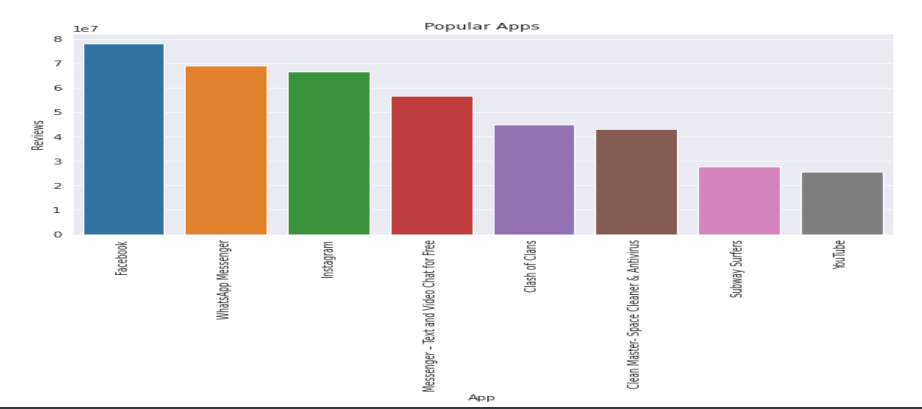 Popular Apps
1e7
8
7
6
5
4
3
2
1
0
Reviews
Facebook
WhatsApp Messenger
Instagram
Messenger – Text and Video Chat for Free
Clash of Clans
Clean Master- Space Cleaner & Antivirus
Subway Surfers
YouTube
App